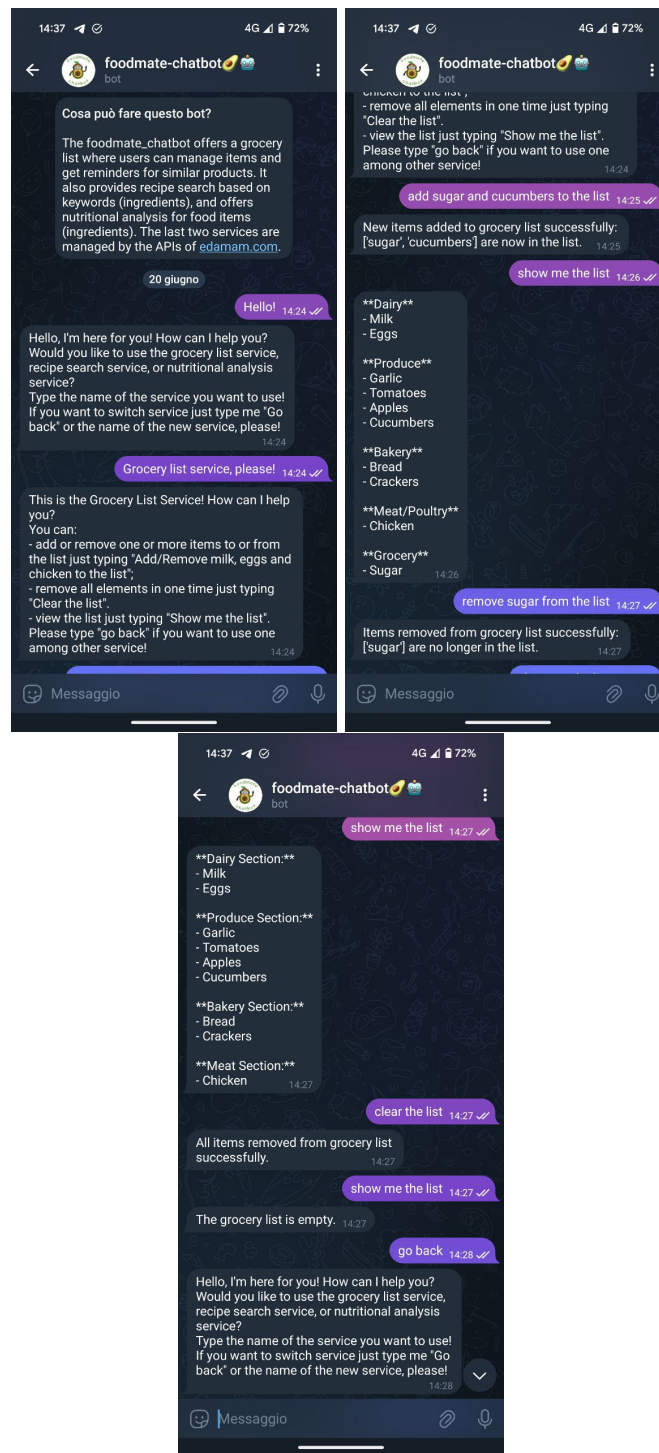 14:37 4G 72%
foodmate-chatbot🥑🤖
bot
Cosa può fare questo bot?
The foodmate_chatbot offers a grocery
list where users can manage items and
get reminders for similar products. It
also provides recipe search based on
keywords (ingredients), and offers
nutritional analysis for food items
(ingredients). The last two services are
managed by the APIs of edamam.com.
20 giugno
Hello! 14:24
Hello, I'm here for you! How can I help you?
Would you like to use the grocery list service,
recipe search service, or nutritional analysis
service?
Type the name of the service you want to use!
If you want to switch service just type me "Go
back" or the name of the new service, please!
14:24
Grocery list service, please! 14:24
This is the Grocery List Service! How can I help
you?
You can:
- add or remove one or more items to or from
the list just typing "Add/Remove milk, eggs and
chicken to the list";
- remove all elements in one time just typing
"Clear the list".
- view the list just typing "Show me the list".
Please type "go back" if you want to use one
among other service! 14:24
Messaggio
14:37 4G 72%
foodmate-chatbot🥑🤖
bot
chicken to the list";
- remove all elements in one time just typing
"Clear the list".
- view the list just typing "Show me the list".
Please type "go back" if you want to use one
among other service! 14:24
add sugar and cucumbers to the list 14:25
New items added to grocery list successfully:
['sugar', 'cucumbers'] are now in the list. 14:25
show me the list 14:26
**Dairy**
- Milk
- Eggs
**Produce**
- Garlic
- Tomatoes
- Apples
- Cucumbers
**Bakery**
- Bread
- Crackers
**Meat/Poultry**
- Chicken
**Grocery**
- Sugar 14:26
remove sugar from the list 14:27
Items removed from grocery list successfully:
['sugar'] are no longer in the list. 14:27
Messaggio
14:37 4G 72%
foodmate-chatbot🥑🤖
bot
show me the list 14:27
**Dairy Section:**
- Milk
- Eggs
**Produce Section:**
- Garlic
- Tomatoes
- Apples
- Cucumbers
**Bakery Section:**
- Bread
- Crackers
**Meat Section:**
- Chicken 14:27
clear the list 14:27
All items removed from grocery list
successfully. 14:27
show me the list 14:27
The grocery list is empty. 14:27
go back 14:28
Hello, I'm here for you! How can I help you?
Would you like to use the grocery list service,
recipe search service, or nutritional analysis
service?
Type the name of the service you want to use!
If you want to switch service just type me "Go
back" or the name of the new service, please!
14:28
Messaggio